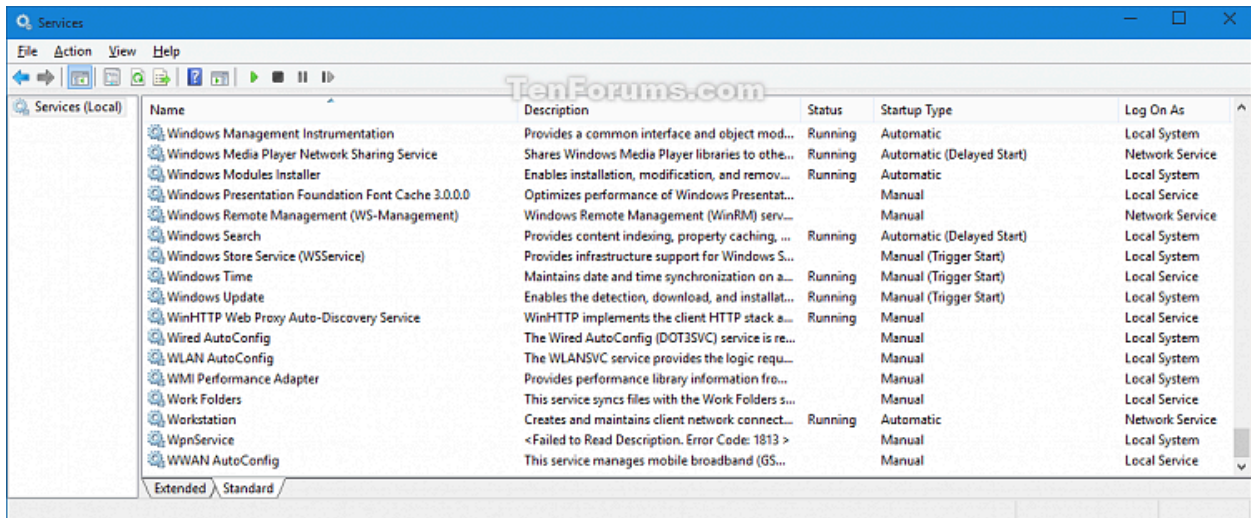 Services
File Action View Help
TenForums.com
Services (Local)
Name Description Status Startup Type Log On As
Windows Management Instrumentation Provides a common interface and object mod... Running Automatic Local System
Windows Media Player Network Sharing Service Shares Windows Media Player libraries to othe... Running Automatic (Delayed Start) Network Service
Windows Modules Installer Enables installation, modification, and remov... Running Automatic Local System
Windows Presentation Foundation Font Cache 3.0.0.0 Optimizes performance of Windows Presentat... Manual Local Service
Windows Remote Management (WS-Management) Windows Remote Management (WinRM) serv... Manual Network Service
Windows Search Provides content indexing, property caching, ... Running Automatic (Delayed Start) Local System
Windows Store Service (WSService) Provides infrastructure support for Windows S... Manual (Trigger Start) Local System
Windows Time Maintains date and time synchronization on a... Running Manual (Trigger Start) Local Service
Windows Update Enables the detection, download, and installat... Running Manual (Trigger Start) Local System
WinHTTP Web Proxy Auto-Discovery Service WinHTTP implements the client HTTP stack a... Running Manual Local Service
Wired AutoConfig The Wired AutoConfig (DOT3SVC) service is re... Manual Local System
WLAN AutoConfig The WLANSVC service provides the logic requ... Manual Local System
WMI Performance Adapter Provides performance library information fro... Manual Local System
Work Folders This service syncs files with the Work Folders s... Manual Local Service
Workstation Creates and maintains client network connect... Running Automatic Network Service
WpnService <Failed to Read Description. Error Code: 1813 > Manual Local System
WWAN AutoConfig This service manages mobile broadband (GS... Manual Local Service
Extended Standard